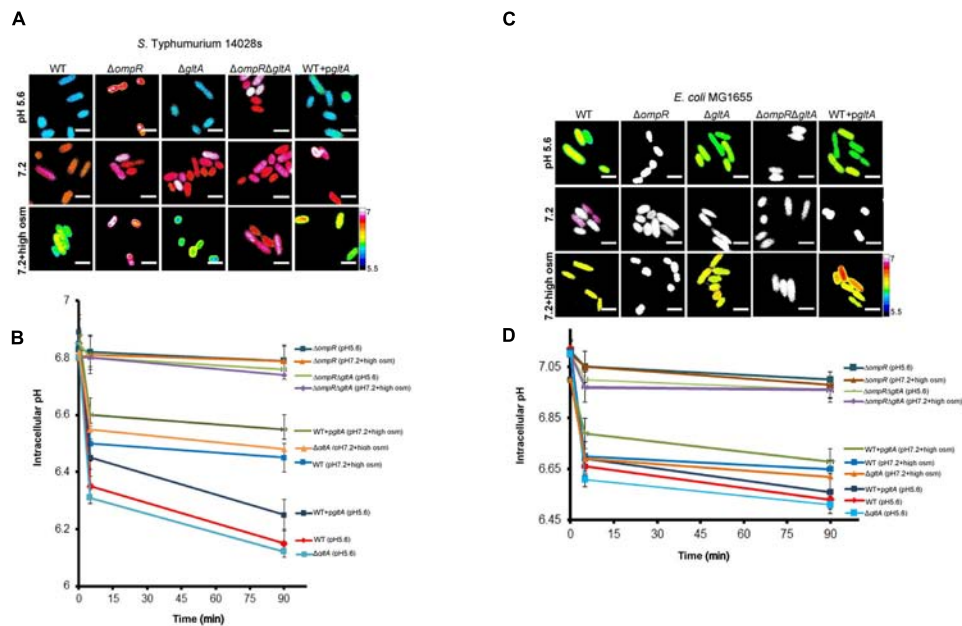 A
S. Typhumurium 14028s
WT ΔompR ΔgltA ΔompRΔgltA WT+pgltA
pH 5.6
7.2
7.2+high osm
7
5.5
B
7
6.8
6.6
6.4
6.2
6
Intracellular pH
0 15 30 45 60 75 90
Time (min)
ΔompR (pH5.6)
ΔompR (pH7.2+high osm)
ΔompRΔgltA (pH5.6)
ΔompRΔgltA (pH7.2+high osm)
WT+pgltA (pH7.2+high osm)
ΔgltA (pH7.2+high osm)
WT (pH7.2+high osm)
WT+pgltA (pH5.6)
WT (pH5.6)
ΔgltA (pH5.6)
C
E. coli MG1655
WT ΔompR ΔgltA ΔompRΔgltA WT+pgltA
pH 5.6
7.2
7.2+high osm
7
5.5
D
7.05
6.85
6.65
6.45
Intracellular pH
0 15 30 45 60 75 90
Time (min)
ΔompR (pH5.6)
ΔompR (pH7.2+high osm)
ΔompRΔgltA (pH5.6)
ΔompRΔgltA (pH7.2+high osm)
WT+pgltA (pH7.2+high osm)
WT (pH7.2+high osm)
ΔgltA (pH7.2+high osm)
WT+pgltA (pH5.6)
WT (pH5.6)
ΔgltA (pH5.6)